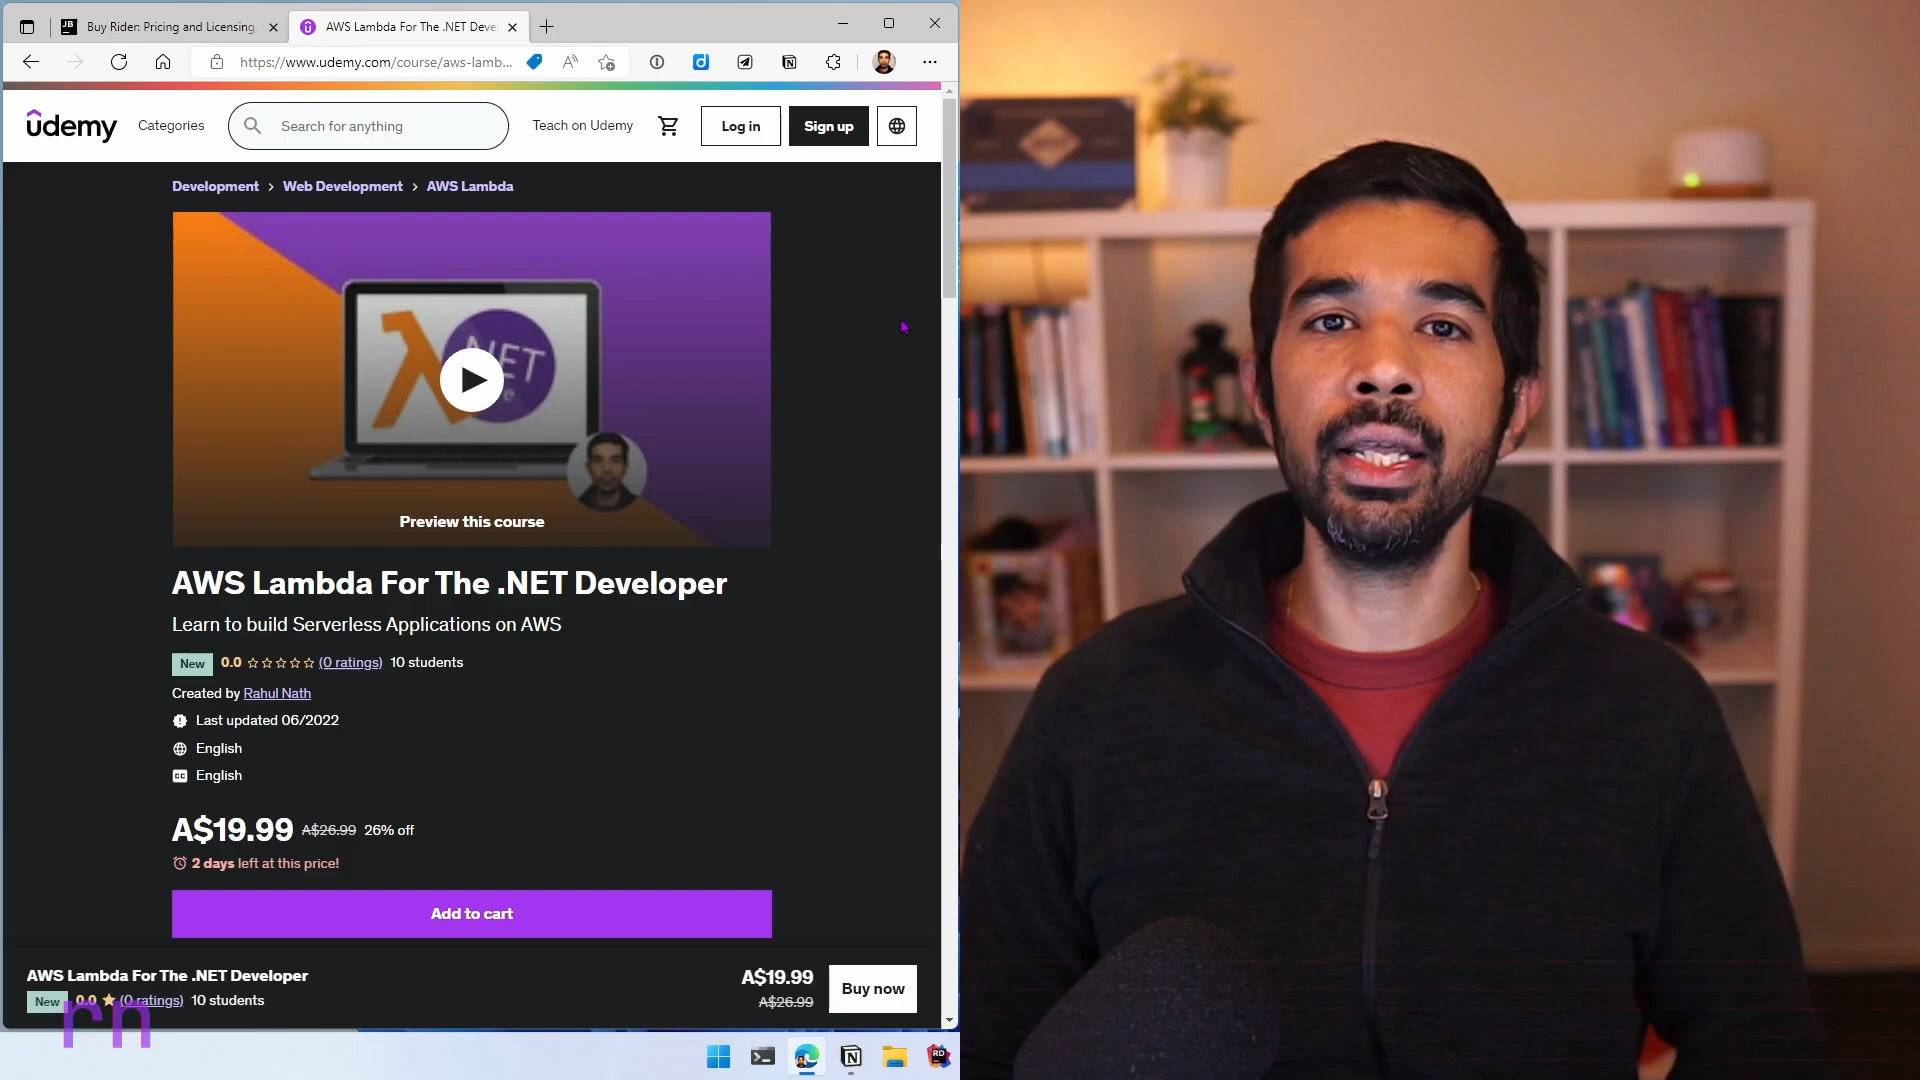 JB
Buy Rider: Pricing and Licensing,
AWS Lambda For The .NET Deve
https://www.udemy.com/course/aws-lamb...
udemy
Categories
Search for anything
Teach on Udemy
Log in
Sign up
Development > Web Development > AWS Lambda
.NET
Preview this course
AWS Lambda For The .NET Developer
Learn to build Serverless Applications on AWS
New 0.0 (0 ratings) 10 students
Created by Rahul Nath
Last updated 06/2022
English
CC English
A$19.99 A$26.99 26% off
2 days left at this price!
Add to cart
AWS Lambda For The .NET Developer
New 0.0 (0 ratings) 10 students
A$19.99
A$26.99
Buy now
rn
RD